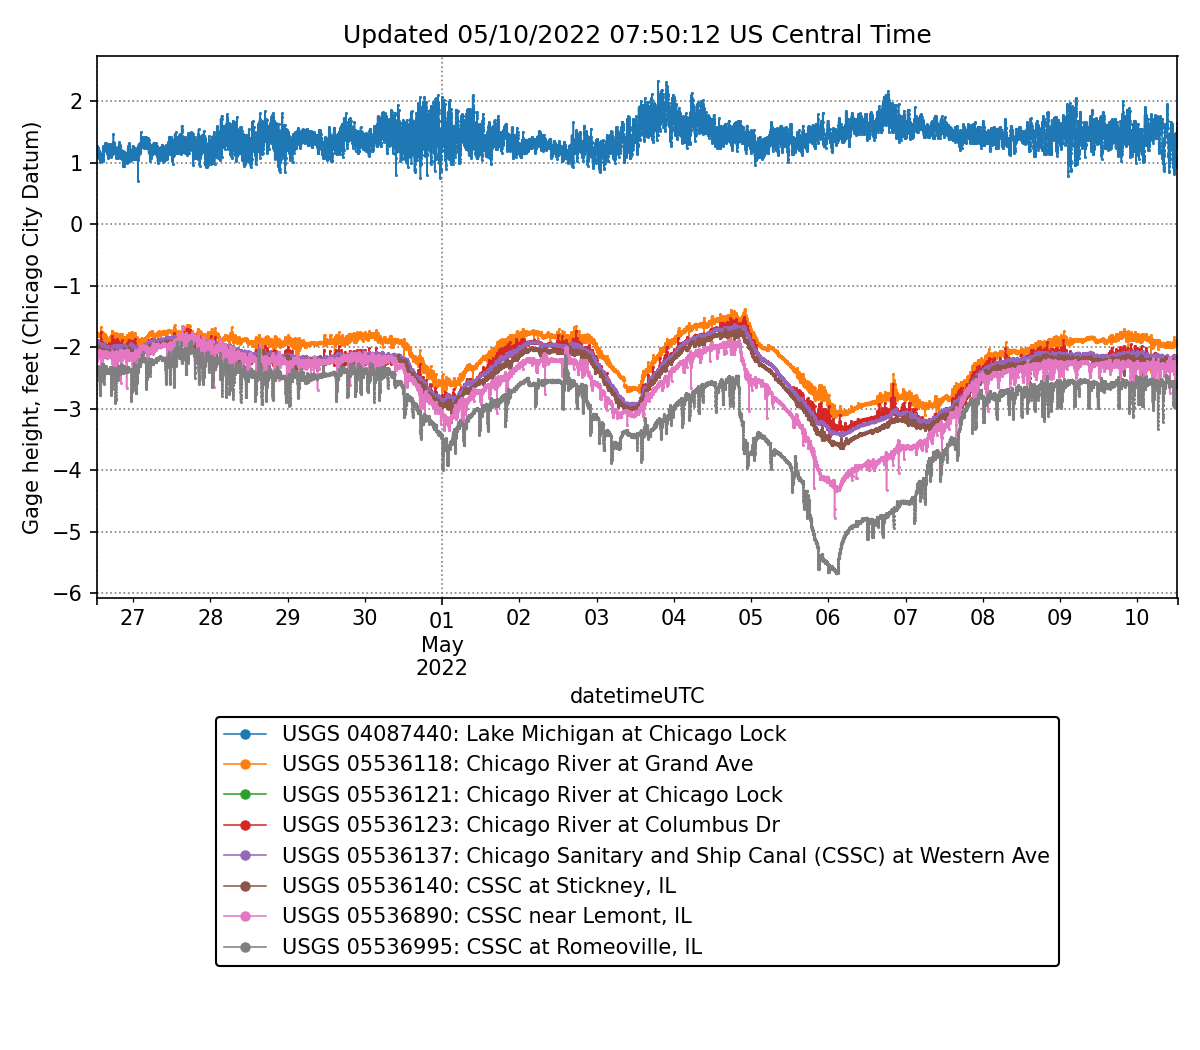 Updated 05/10/2022 07:50:12 US Central Time
Gage height, feet (Chicago City Datum)
2
1
0
−1
−2
−3
−4
−5
−6
27 28 29 30 01 02 03 04 05 06 07 08 09 10
May
2022
datetimeUTC
USGS 04087440: Lake Michigan at Chicago Lock
USGS 05536118: Chicago River at Grand Ave
USGS 05536121: Chicago River at Chicago Lock
USGS 05536123: Chicago River at Columbus Dr
USGS 05536137: Chicago Sanitary and Ship Canal (CSSC) at Western Ave
USGS 05536140: CSSC at Stickney, IL
USGS 05536890: CSSC near Lemont, IL
USGS 05536995: CSSC at Romeoville, IL